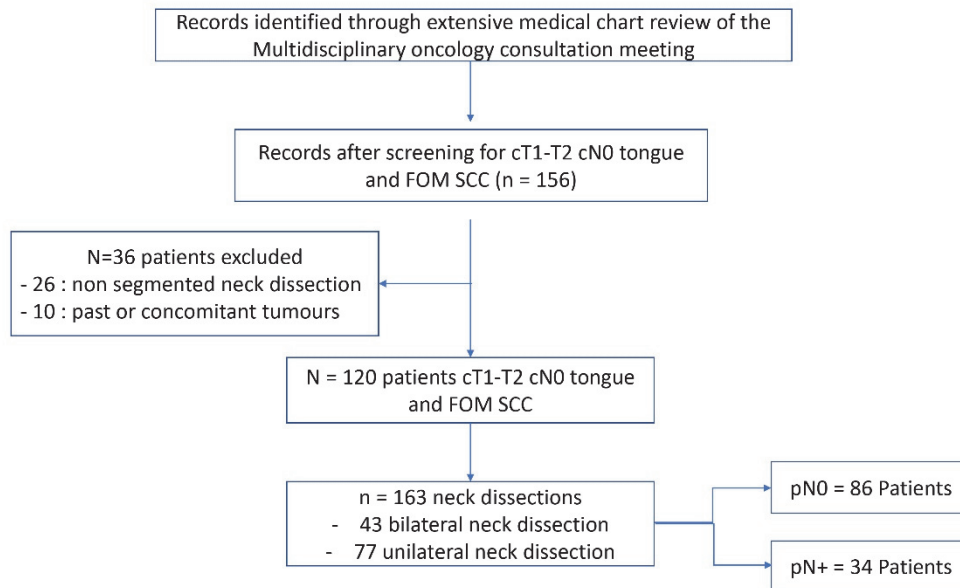 Records identified through extensive medical chart review of the
Multidisciplinary oncology consultation meeting
Records after screening for cT1-T2 cN0 tongue
and FOM SCC (n = 156)
N=36 patients excluded
- 26 : non segmented neck dissection
- 10 : past or concomitant tumours
N = 120 patients cT1-T2 cN0 tongue
and FOM SCC
n = 163 neck dissections
- 43 bilateral neck dissection
- 77 unilateral neck dissection
pN0 = 86 Patients
pN+ = 34 Patients